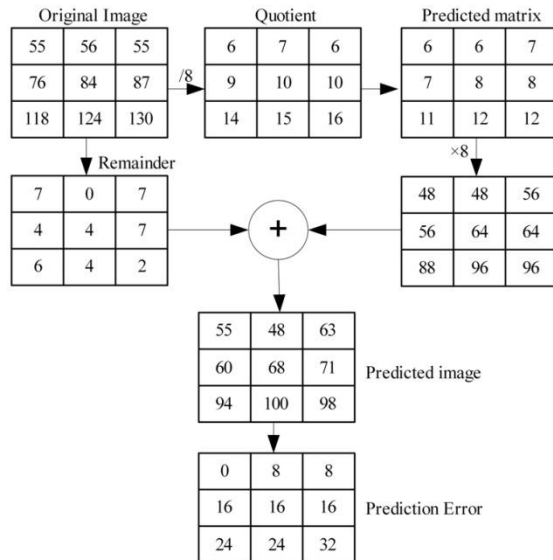 Original Image Quotient Predicted matrix
55 56 55 6 7 6 6 6 7
76 84 87 /8 9 10 10 7 8 8
118 124 130 14 15 16 11 12 12
Remainder ×8
7 0 7 48 48 56
4 4 7 + 56 64 64
6 4 2 88 96 96
55 48 63
60 68 71 Predicted image
94 100 98
0 8 8
16 16 16 Prediction Error
24 24 32